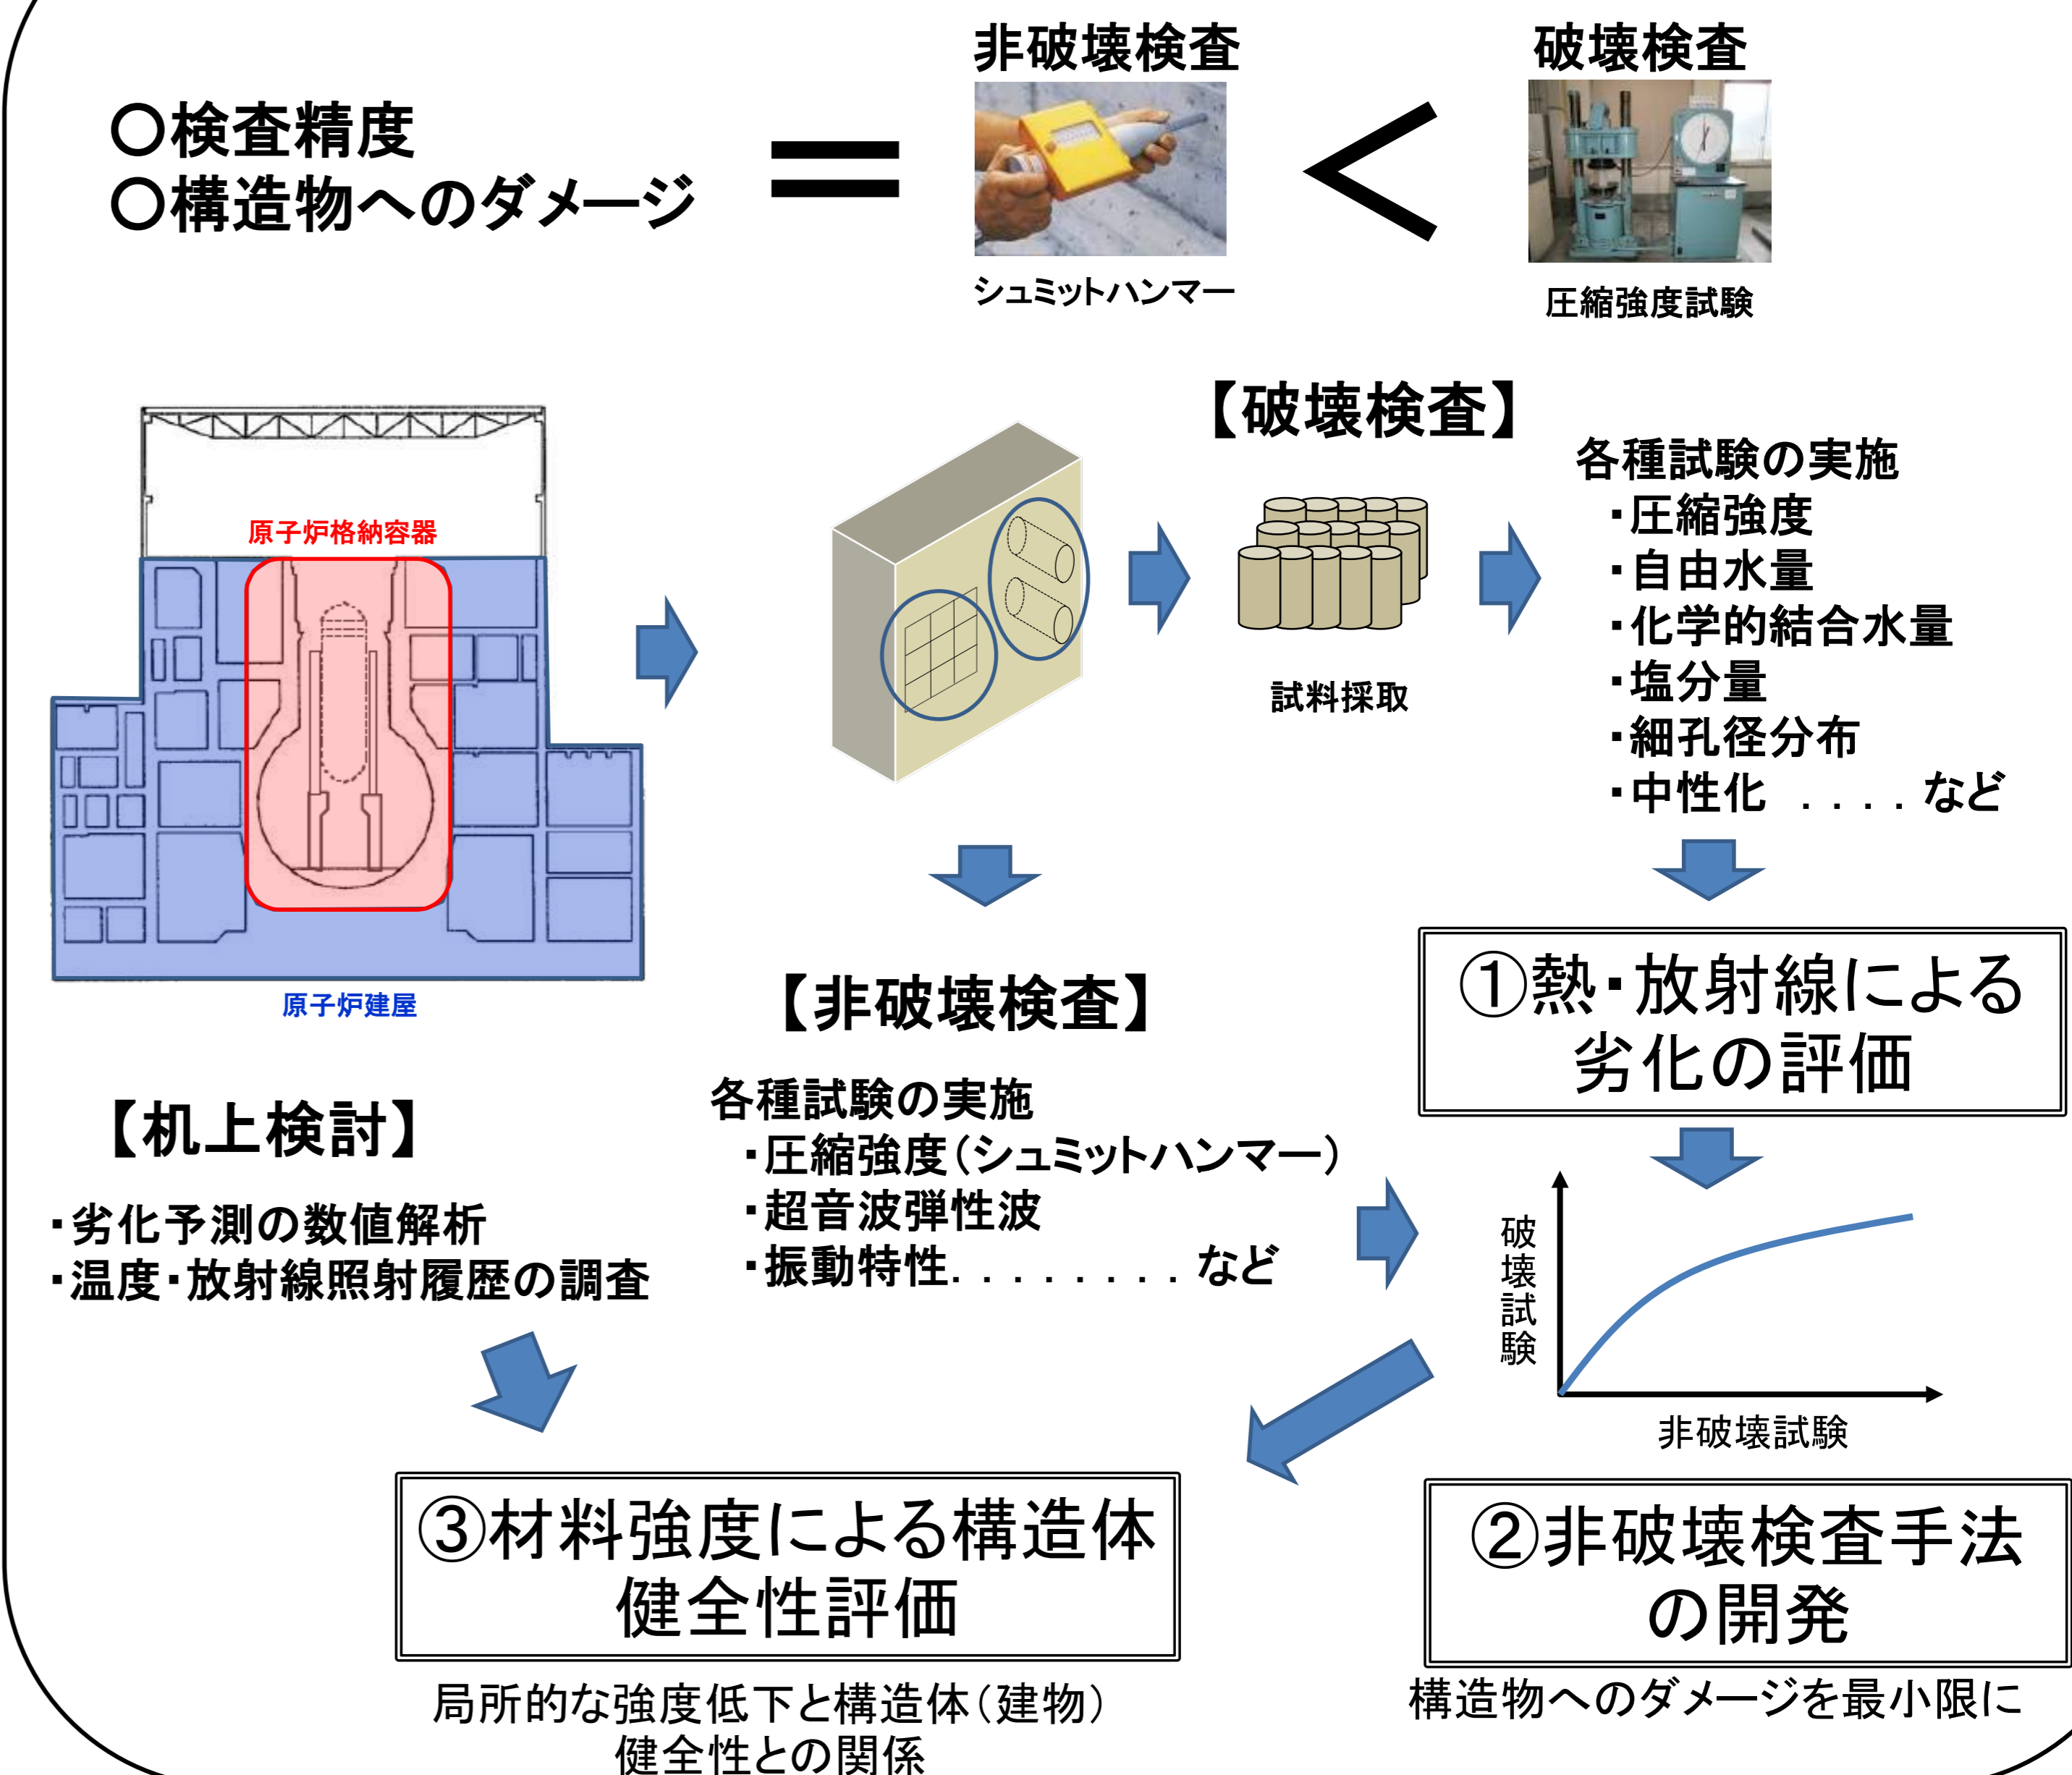 非破壊検査
破壊検査
〇検査精度
〇構造物へのダメージ
＝
＜
シュミットハンマー
圧縮強度試験
【破壊検査】
原子炉格納容器
原子炉建屋
試料採取
各種試験の実施
・圧縮強度
・自由水量
・化学的結合水量
・塩分量
・細孔径分布
・中性化　．．．．など
【机上検討】
・劣化予測の数値解析
・温度・放射線照射履歴の調査
【非破壊検査】
各種試験の実施
・圧縮強度（シュミットハンマー）
・超音波弾性波
・振動特性．．．．．．．．など
①熱・放射線による
劣化の評価
破壊試験
非破壊試験
②非破壊検査手法
の開発
構造物へのダメージを最小限に
③材料強度による構造体
健全性評価
局所的な強度低下と構造体（建物）
健全性との関係